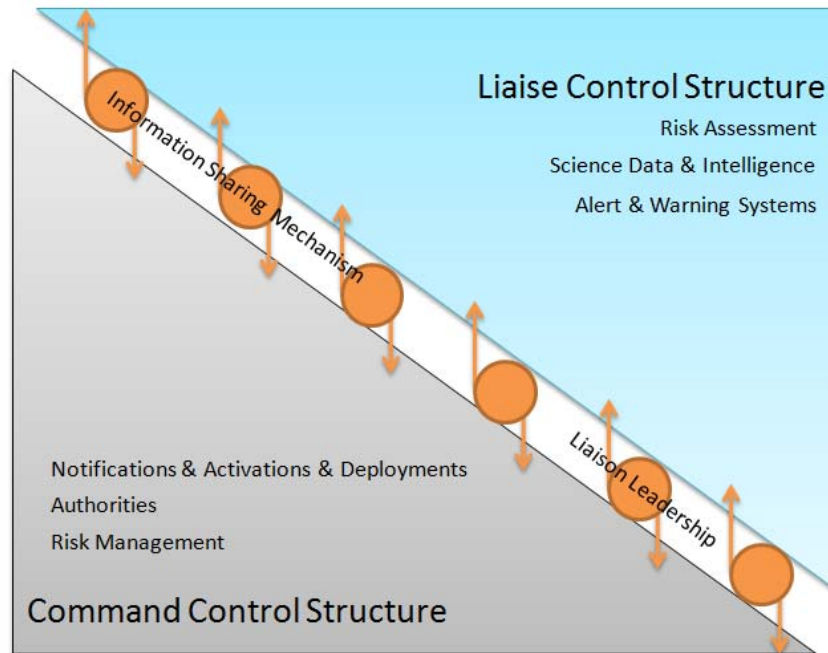 Liaise Control Structure
Risk Assessment
Science Data & Intelligence
Alert & Warning Systems
Information Sharing Mechanism
Liaison Leadership
Notifications & Activations & Deployments
Authorities
Risk Management
Command Control Structure